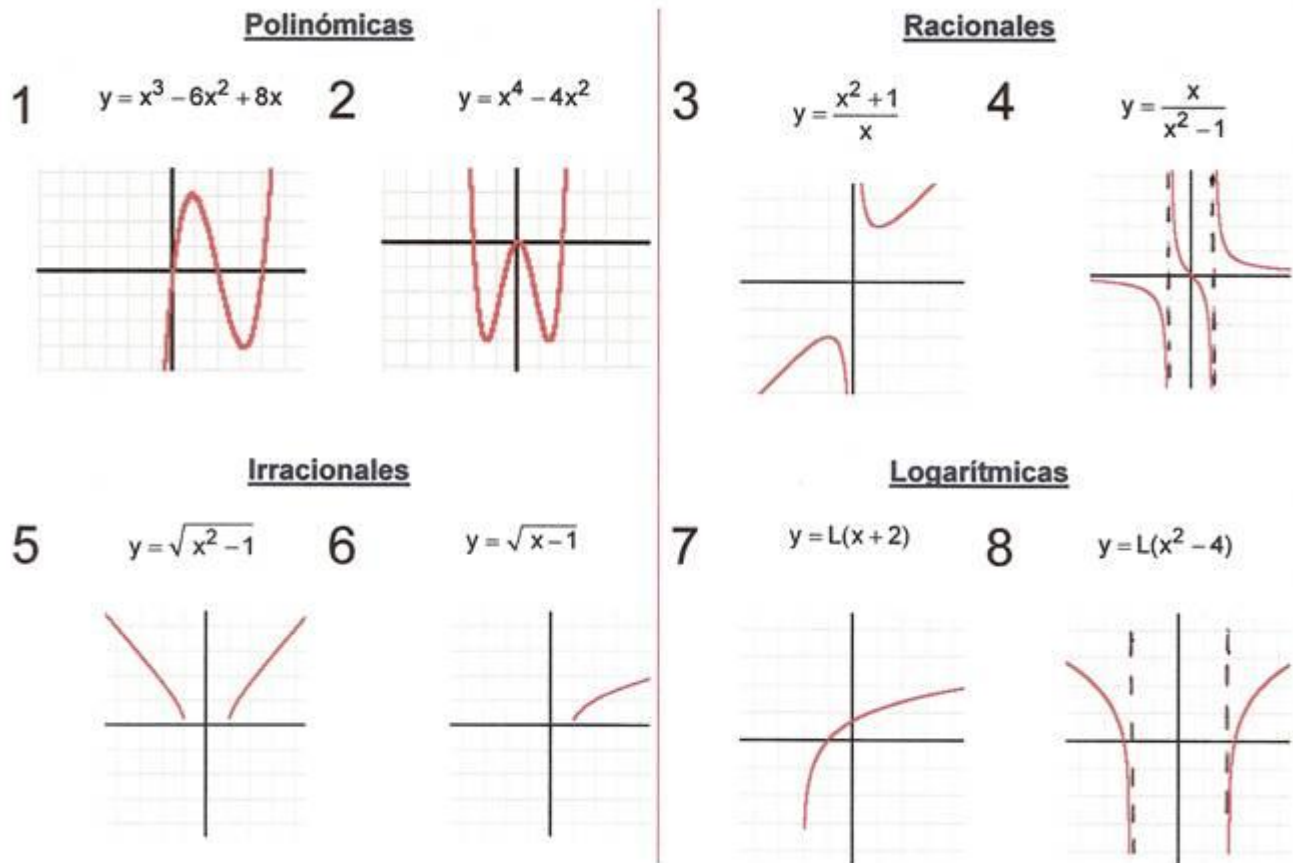 Polinómicas
1 y = x³ − 6x² + 8x
2 y = x⁴ − 4x²
Racionales
3 y = (x² + 1)/x
4 y = x/(x² − 1)
Irracionales
5 y = √(x² − 1)
6 y = √(x − 1)
Logarítmicas
7 y = L(x + 2)
8 y = L(x² − 4)